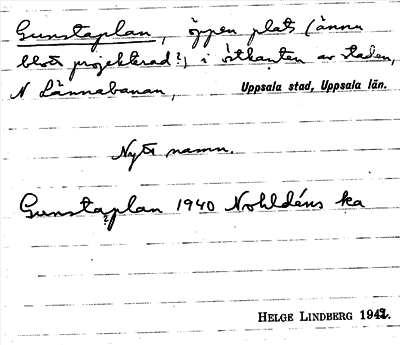 Gunstaplan, öppen plats (ännu
blott projekterad?) i östkanten av staden,
N Lännabanan, Uppsala stad, Uppsala län.
Nytt namn.
Gunstaplan 1940 Nohldéns ka
?
HELGE LINDBERG 1942.